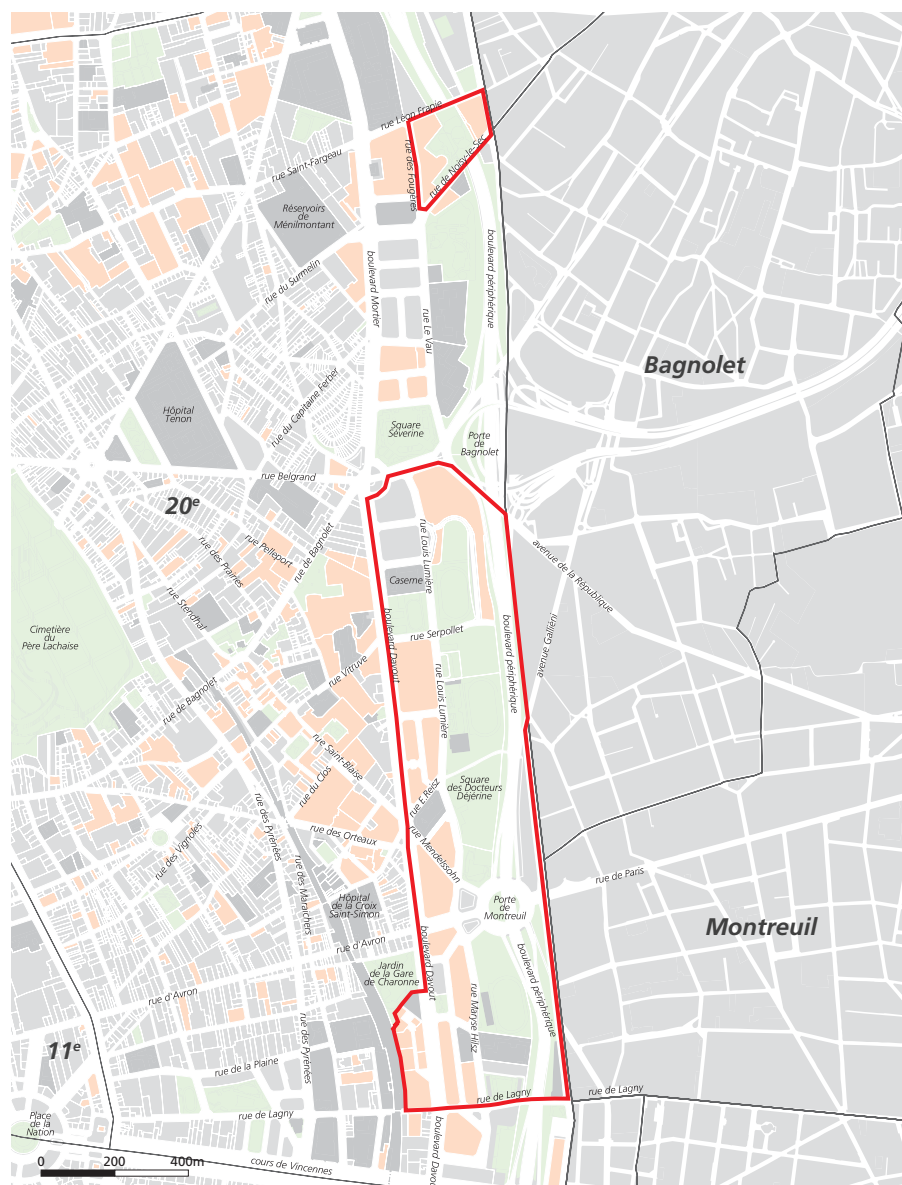 rue Léon Frapie
rue Saint-Fargeau
rue des Fougères
rue de Noisy-le-Sec
Réservoirs
de
Ménilmontant
boulevard périphérique
boulevard Mortier
rue du Surmelin
rue Le Vau
Bagnolet
rue du Capitaine Ferber
Hôpital
Tenon
Square
Séverine
Porte
de
Bagnolet
rue Belgrand
20e
rue de Bagnolet
rue Pelleport
rue des Prairies
rue Louis Lumière
avenue de la République
Caserne
rue Stendhal
boulevard Davout
rue Serpollet
boulevard périphérique
avenue Galliéni
Cimetière
du
Père Lachaise
rue Vitruve
rue Louis Lumière
rue de Bagnolet
rue Saint-Blaise
rue du Clos
Square
des Docteurs
Déjérine
rue E.Reisz
rue des Pyrénées
rue des Orteaux
rue des Vignoles
rue Mendelssohn
rue des Maraîchers
rue de Paris
Hôpital
de la Croix
Saint-Simon
Porte
de
Montreuil
Montreuil
rue d'Avron
boulevard Davout
boulevard périphérique
Jardin
de la Gare
de Charonne
rue d'Avron
rue Maryse Hilsz
rue des Pyrénées
11e
rue de la Plaine
rue de Lagny
rue de Lagny
rue de Lagny
Place
de la
Nation
boulevard Davou
cours de Vincennes
0 200 400m